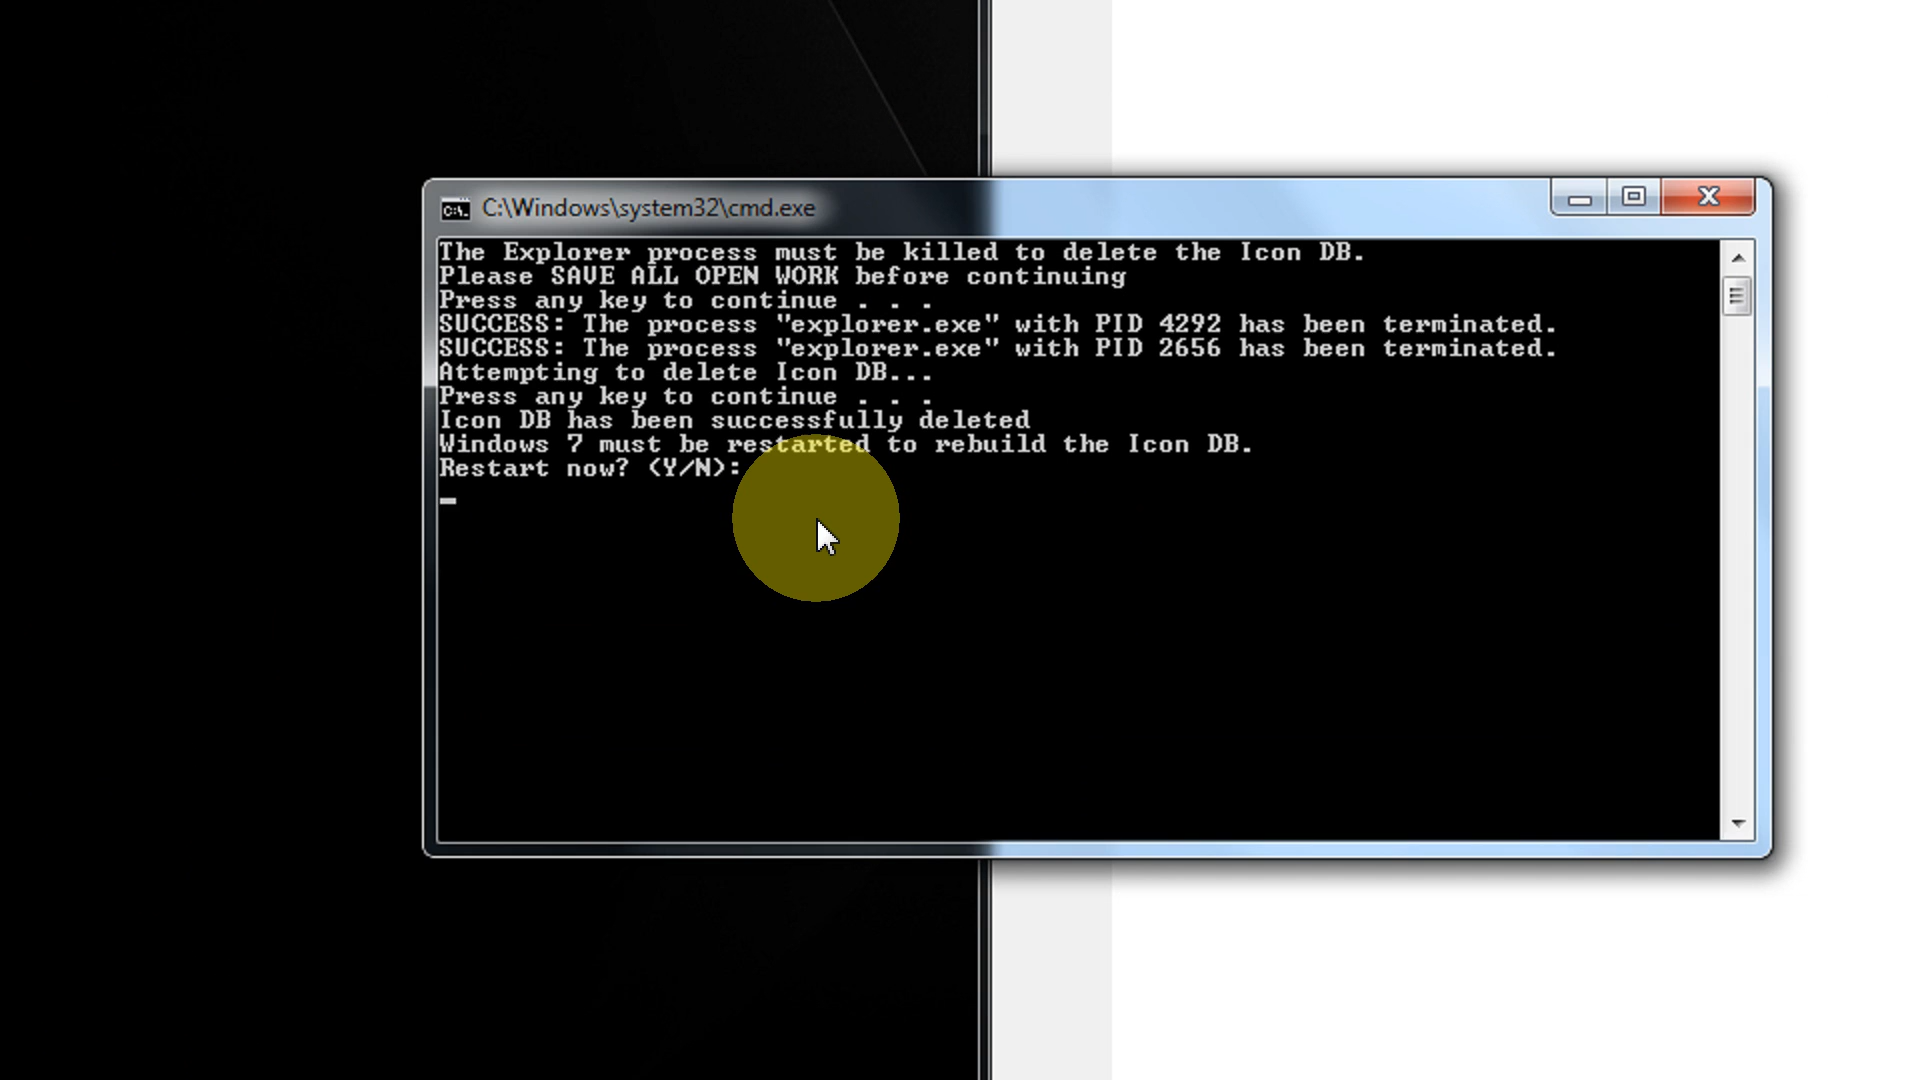 C:\Windows\system32\cmd.exe
The Explorer process must be killed to delete the Icon DB.
Please SAVE ALL OPEN WORK before continuing
Press any key to continue . . .
SUCCESS: The process "explorer.exe" with PID 4292 has been terminated.
SUCCESS: The process "explorer.exe" with PID 2656 has been terminated.
Attempting to delete Icon DB...
Press any key to continue . . .
Icon DB has been successfully deleted
Windows 7 must be restarted to rebuild the Icon DB.
Restart now? (Y/N):